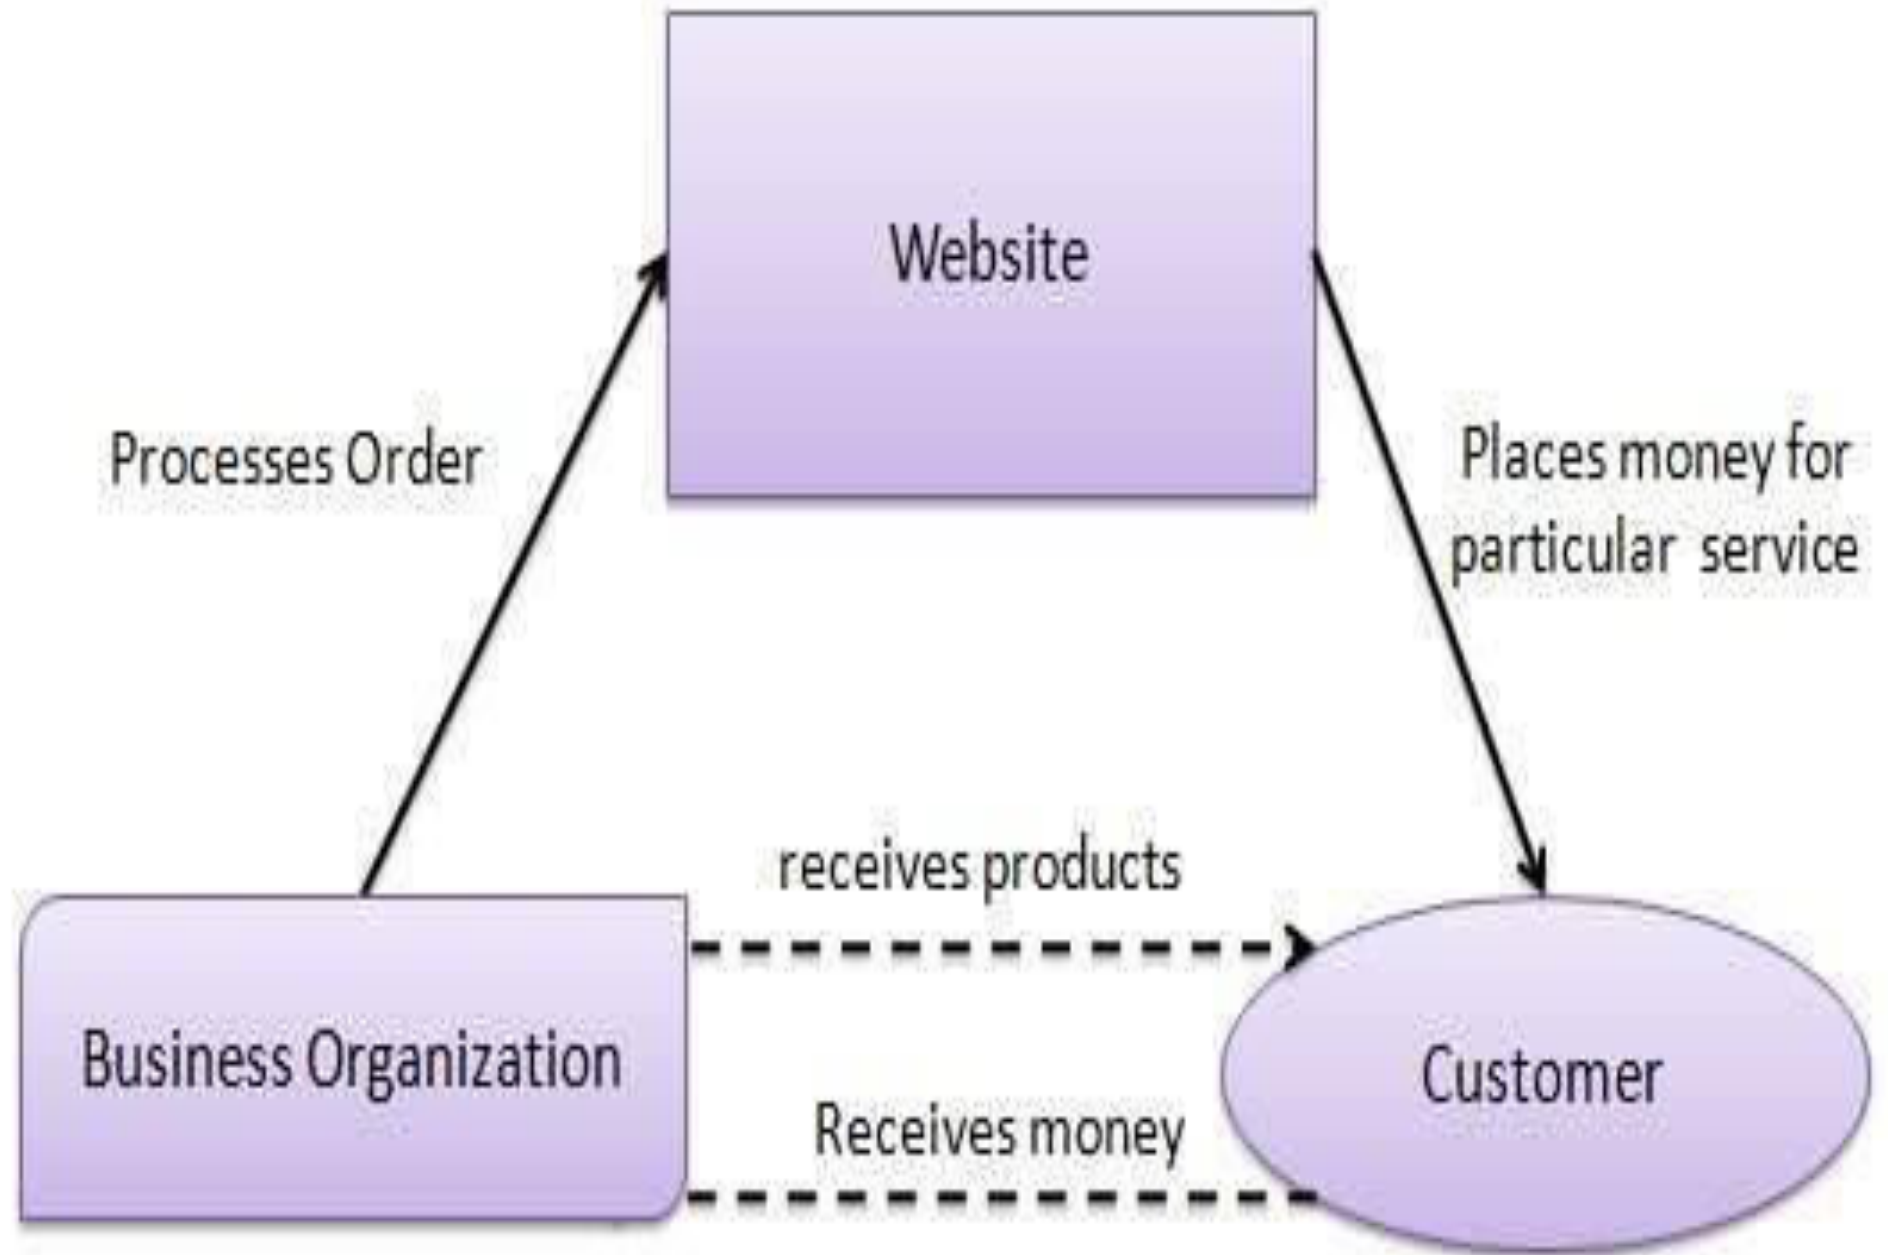 Website
Processes Order
Places money for
particular service
receives products
Business Organization
Customer
Receives money